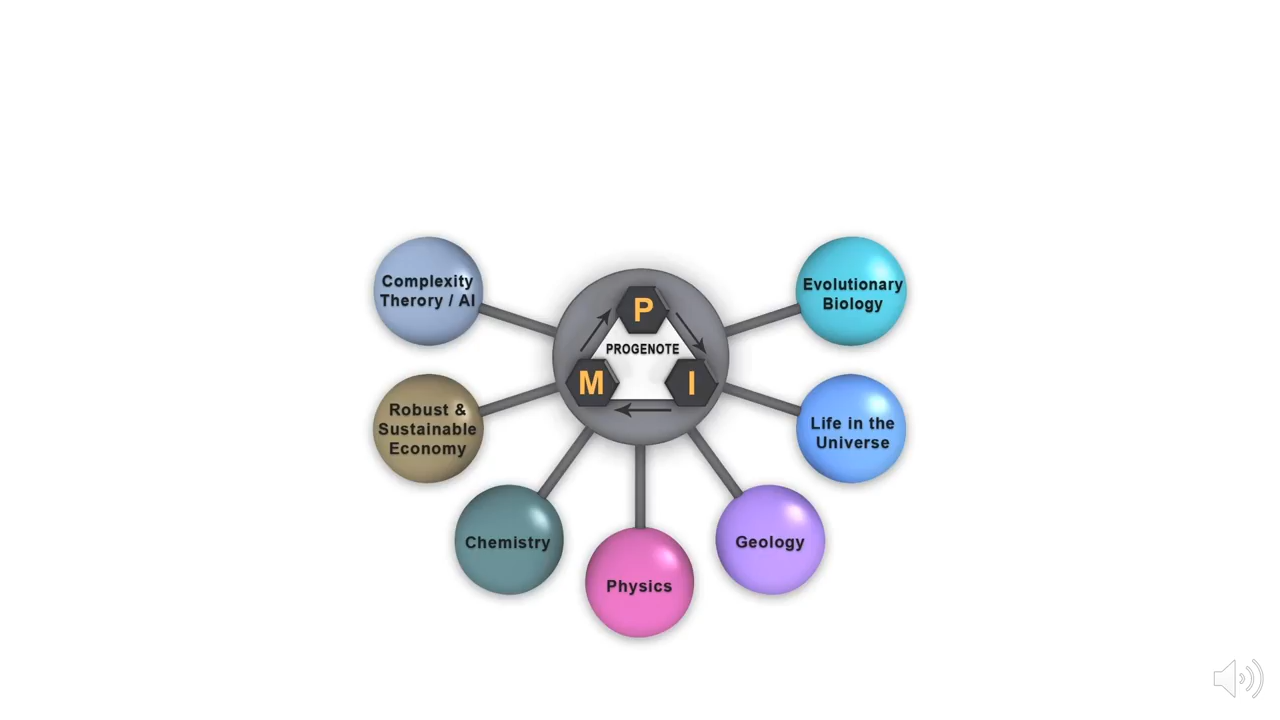 Complexity
Therory / AI
Evolutionary
Biology
P
PROGENOTE
M
I
Robust &
Sustainable
Economy
Life in the
Universe
Chemistry
Geology
Physics